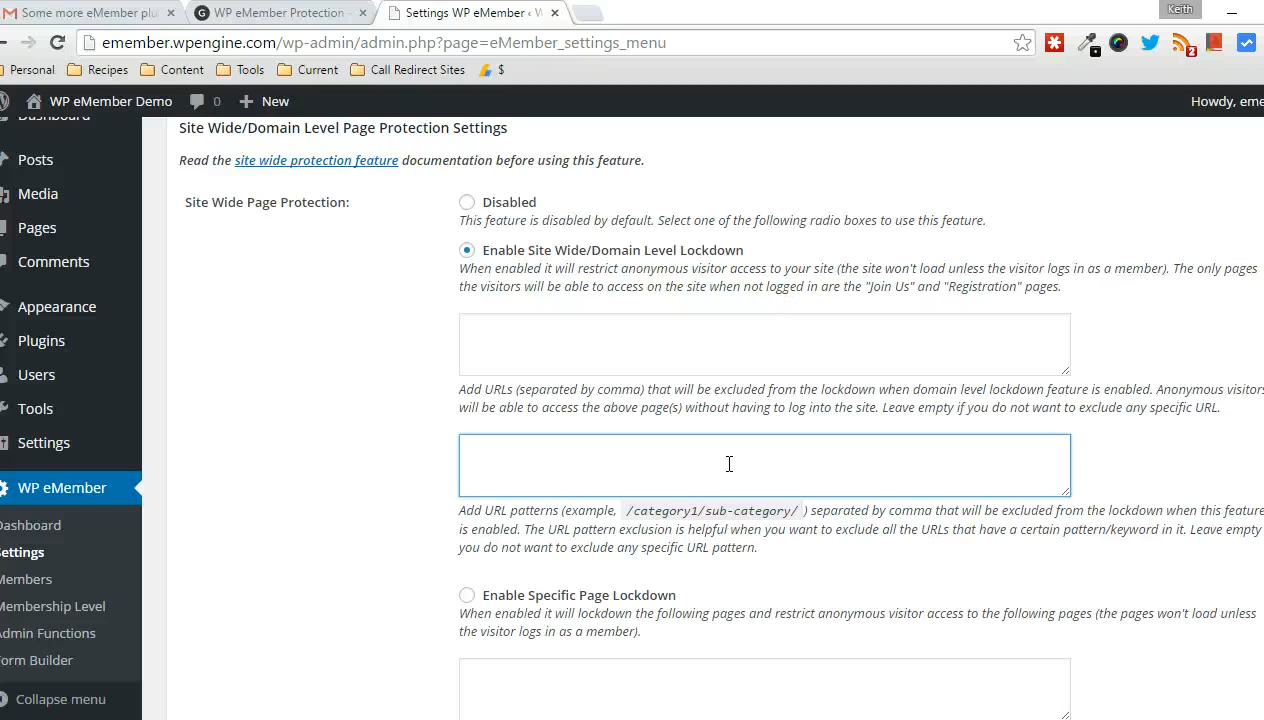 Some more eMember plu
WP eMember Protection -
Settings WP eMember ‹ W
Keith
emember.wpengine.com/wp-admin/admin.php?page=eMember_settings_menu
2
Personal Recipes Content Tools Current Call Redirect Sites $
WP eMember Demo 0 New Howdy, eme
Dashboard
Posts
Media
Pages
Comments
Appearance
Plugins
Users
Tools
Settings
WP eMember
Dashboard
Settings
Members
Membership Level
Admin Functions
Form Builder
Collapse menu
Site Wide/Domain Level Page Protection Settings
Read the site wide protection feature documentation before using this feature.
Site Wide Page Protection:
Disabled
This feature is disabled by default. Select one of the following radio boxes to use this feature.
Enable Site Wide/Domain Level Lockdown
When enabled it will restrict anonymous visitor access to your site (the site won't load unless the visitor logs in as a member). The only pages
the visitors will be able to access on the site when not logged in are the "Join Us" and "Registration" pages.
Add URLs (separated by comma) that will be excluded from the lockdown when domain level lockdown feature is enabled. Anonymous visitors
will be able to access the above page(s) without having to log into the site. Leave empty if you do not want to exclude any specific URL.
Add URL patterns (example, /category1/sub-category/ ) separated by comma that will be excluded from the lockdown when this feature
is enabled. The URL pattern exclusion is helpful when you want to exclude all the URLs that have a certain pattern/keyword in it. Leave empty
you do not want to exclude any specific URL pattern.
Enable Specific Page Lockdown
When enabled it will lockdown the following pages and restrict anonymous visitor access to the following pages (the pages won't load unless
the visitor logs in as a member).